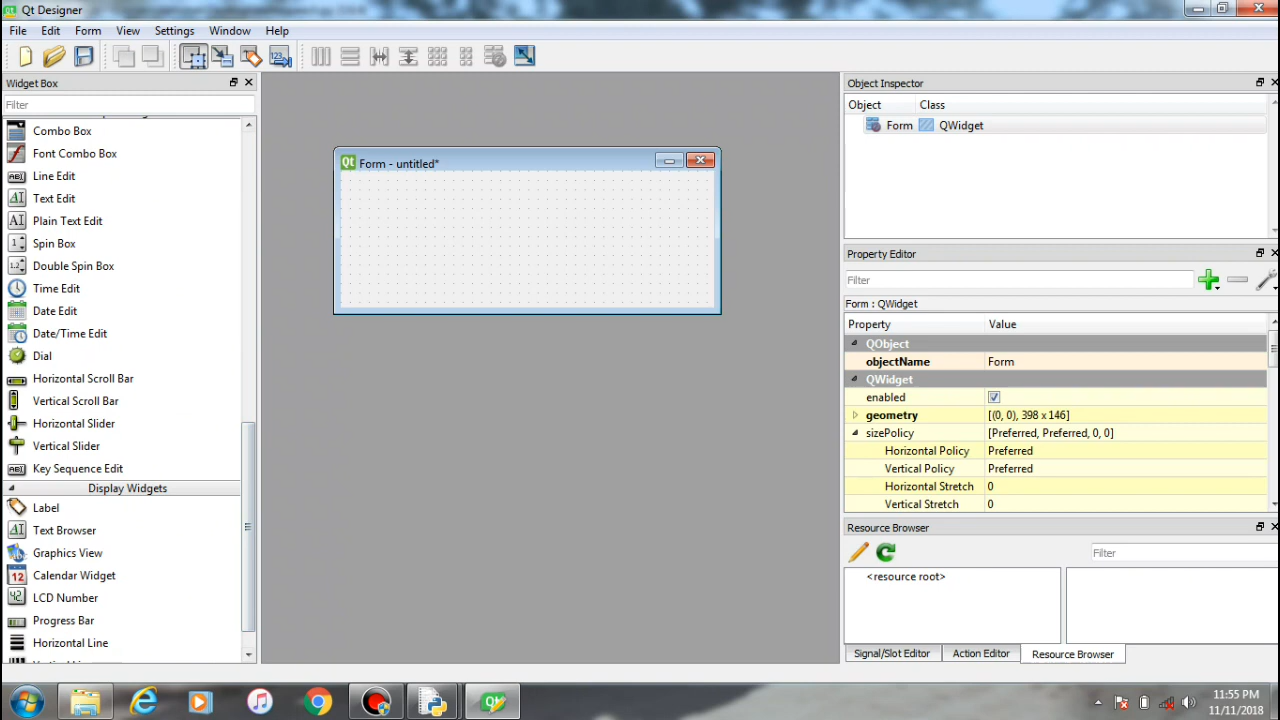 Qt Designer
File Edit Form View Settings Window Help
Widget Box
Filter
Combo Box
Font Combo Box
Line Edit
Text Edit
Plain Text Edit
Spin Box
Double Spin Box
Time Edit
Date Edit
Date/Time Edit
Dial
Horizontal Scroll Bar
Vertical Scroll Bar
Horizontal Slider
Vertical Slider
Key Sequence Edit
Display Widgets
Label
Text Browser
Graphics View
Calendar Widget
LCD Number
Progress Bar
Horizontal Line
Qt Form - untitled*
Object Inspector
Object Class
Form QWidget
Property Editor
Filter
Form : QWidget
Property Value
QObject
objectName Form
QWidget
enabled
geometry [(0, 0), 398 x 146]
sizePolicy [Preferred, Preferred, 0, 0]
Horizontal Policy Preferred
Vertical Policy Preferred
Horizontal Stretch 0
Vertical Stretch 0
Resource Browser
Filter
<resource root>
Signal/Slot Editor Action Editor Resource Browser
11:55 PM
11/11/2018